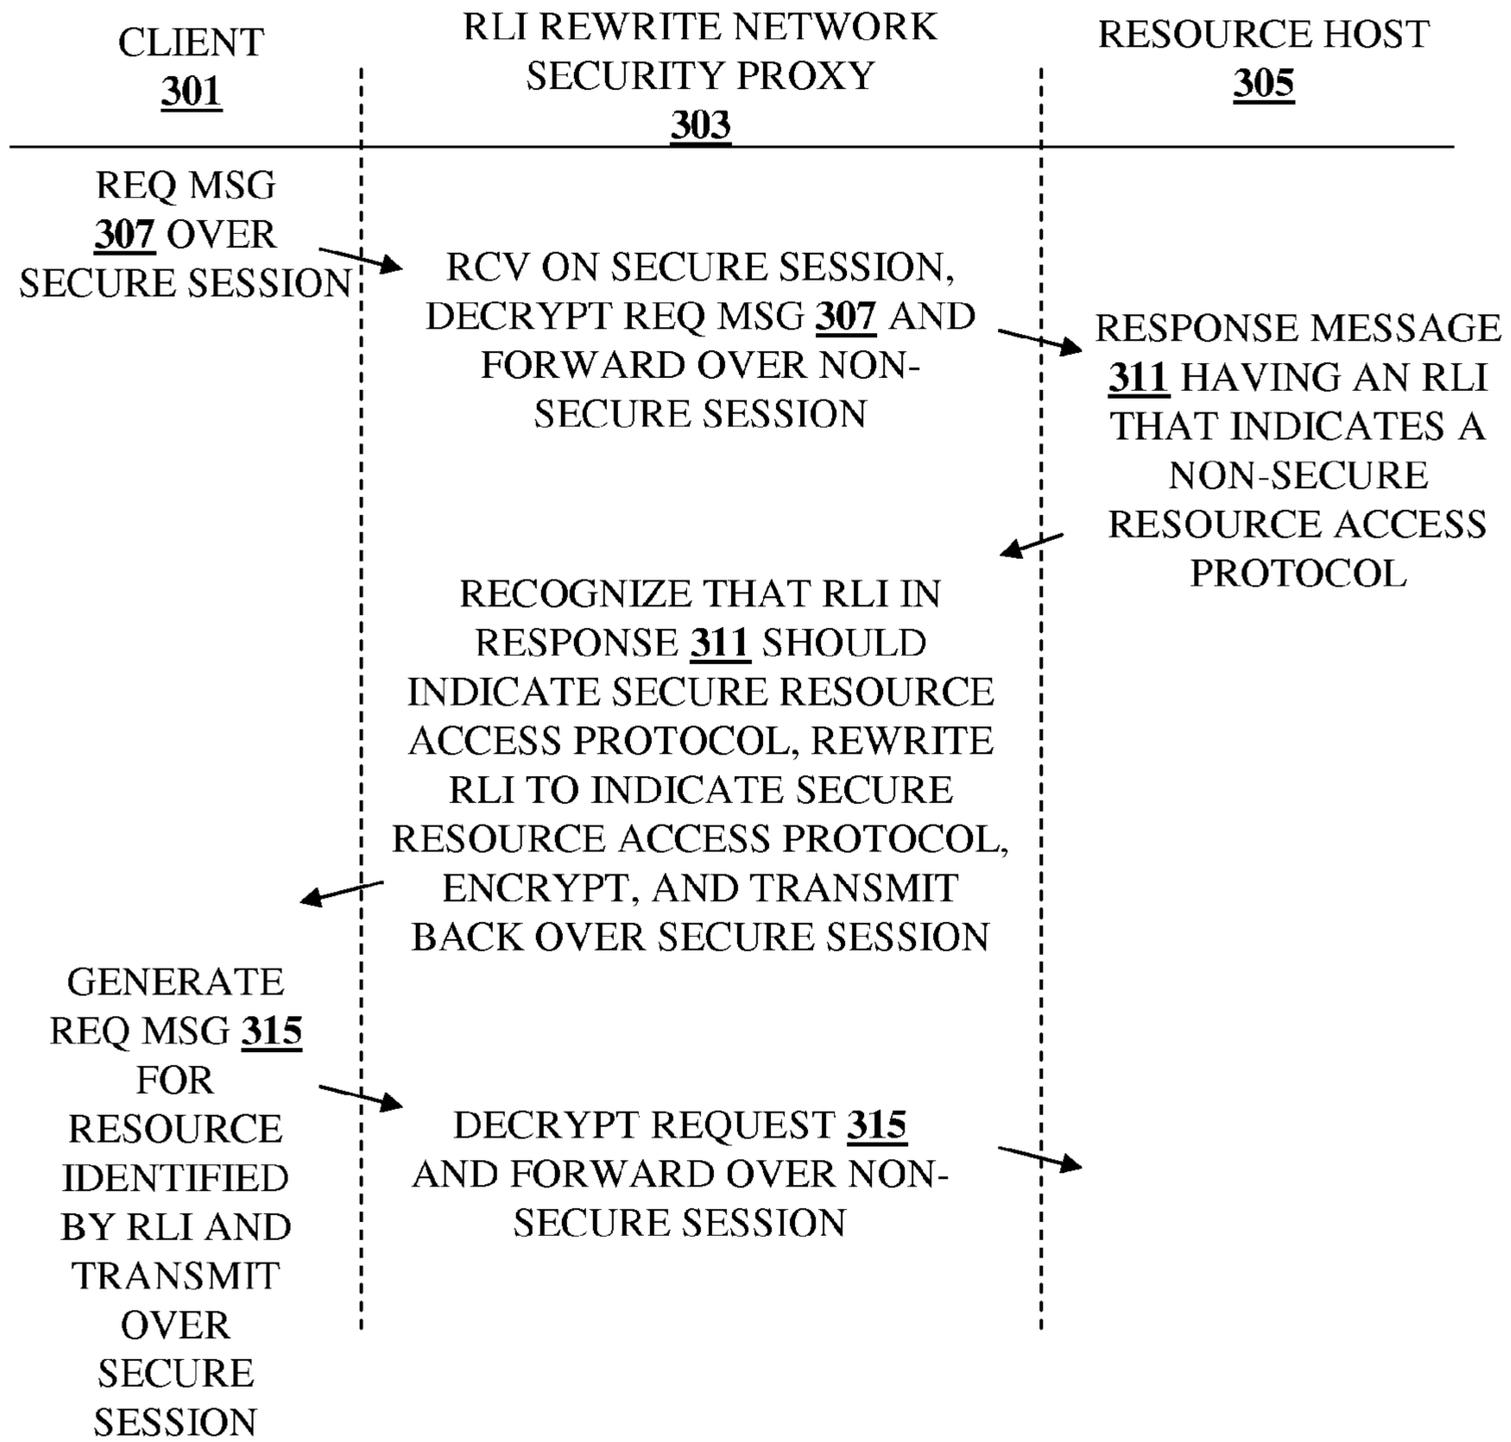 CLIENT
301
RLI REWRITE NETWORK
SECURITY PROXY
303
RESOURCE HOST
305
REQ MSG
307 OVER
SECURE SESSION
RCV ON SECURE SESSION,
DECRYPT REQ MSG 307 AND
FORWARD OVER NON-
SECURE SESSION
RESPONSE MESSAGE
311 HAVING AN RLI
THAT INDICATES A
NON-SECURE
RESOURCE ACCESS
PROTOCOL
RECOGNIZE THAT RLI IN
RESPONSE 311 SHOULD
INDICATE SECURE RESOURCE
ACCESS PROTOCOL, REWRITE
RLI TO INDICATE SECURE
RESOURCE ACCESS PROTOCOL,
ENCRYPT, AND TRANSMIT
BACK OVER SECURE SESSION
GENERATE
REQ MSG 315
FOR
RESOURCE
IDENTIFIED
BY RLI AND
TRANSMIT
OVER
SECURE
SESSION
DECRYPT REQUEST 315
AND FORWARD OVER NON-
SECURE SESSION